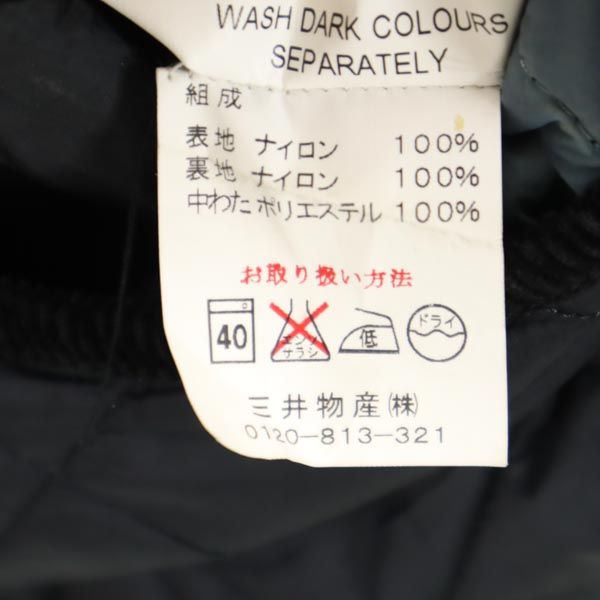 WASH DARK COLOURS
SEPARATELY
組成
表地 ナイロン 100%
裏地 ナイロン 100%
中わた ポリエステル 100%
お取り扱い方法
40 エンソ 低 ドライ
ナラシ
三井物産(株)
0120-813-321